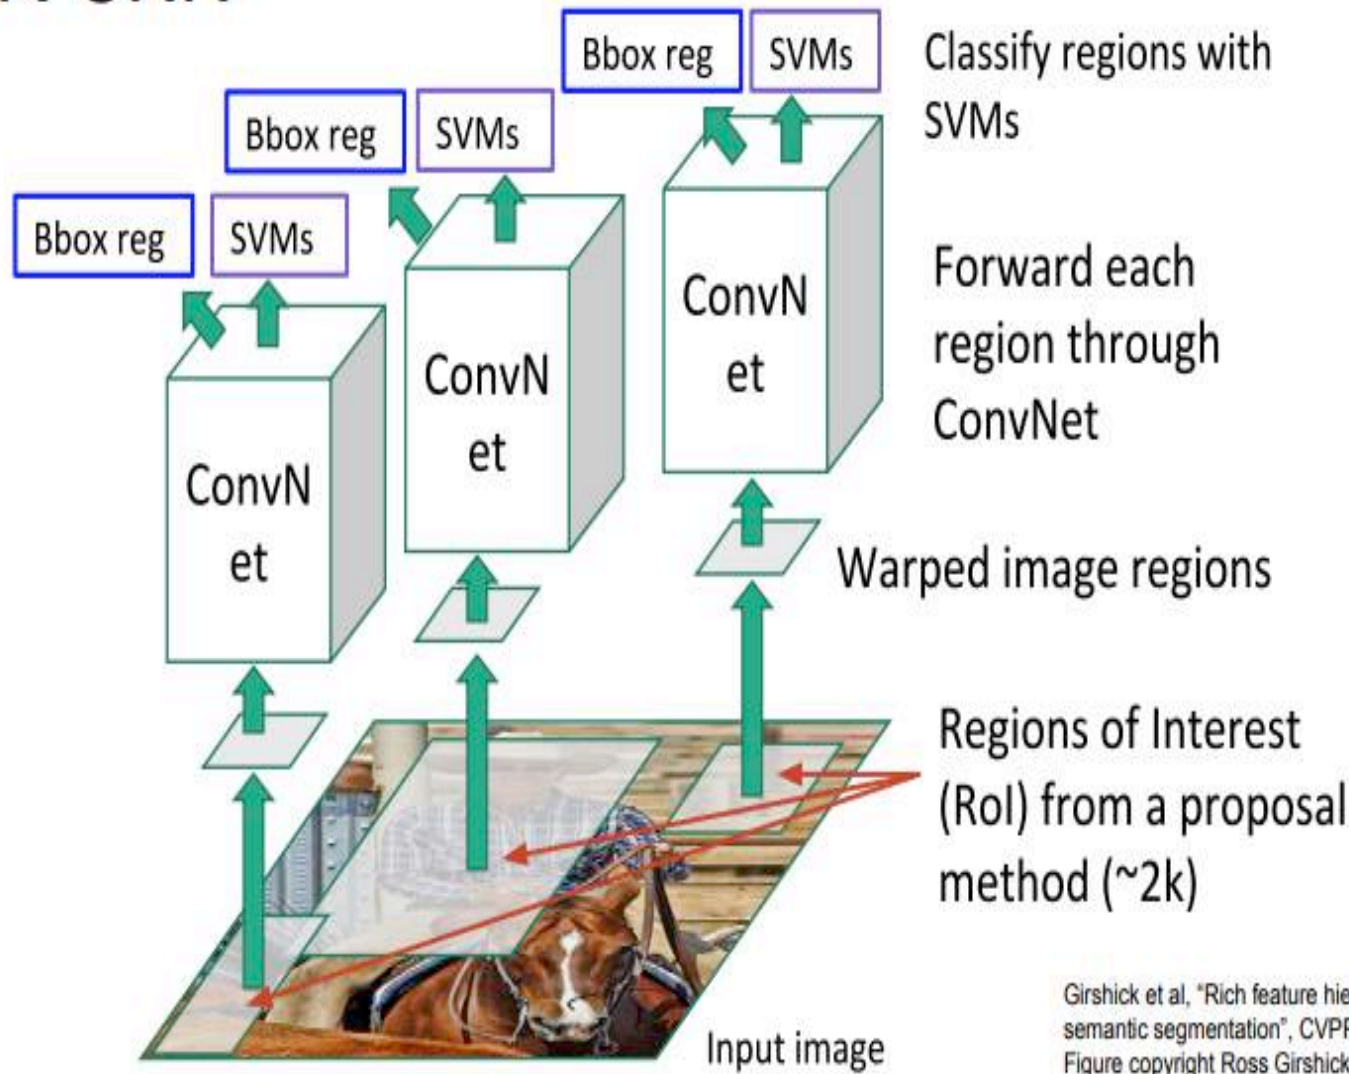 Bbox reg
SVMs
Classify regions with
SVMs
Bbox reg
SVMs
Bbox reg
SVMs
Forward each
region through
ConvNet
ConvN
et
ConvN
et
ConvN
et
Warped image regions
Regions of Interest
(RoI) from a proposal
method (~2k)
Input image
Girshick et al, “Rich feature hie
semantic segmentation”, CVPR
Figure copyright Ross Girshick